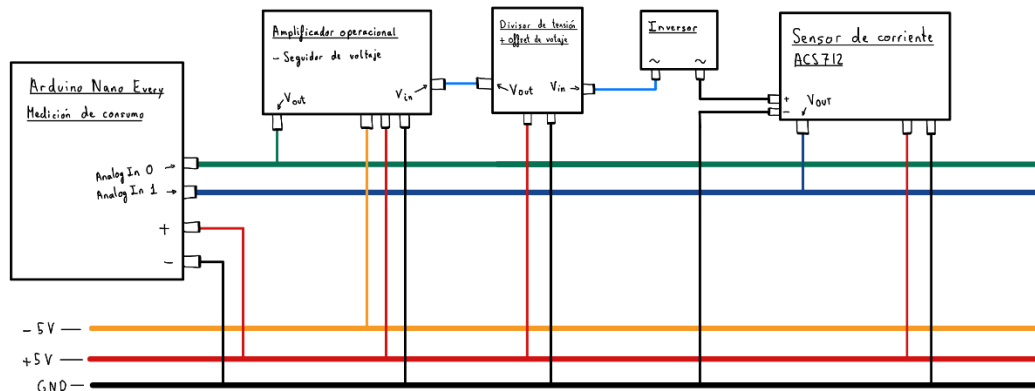 Arduino Nano Every
Medición de consumo
Analog In 0
Analog In 1
+
−
Amplificador operacional
- Seguidor de voltaje
Vout
Vin
Divisor de tensión
+ offset de votaje
Vout
Vin
Inversor
~ ~
Sensor de corriente
ACS712
+
−
Vout
-5V
+5V
GND